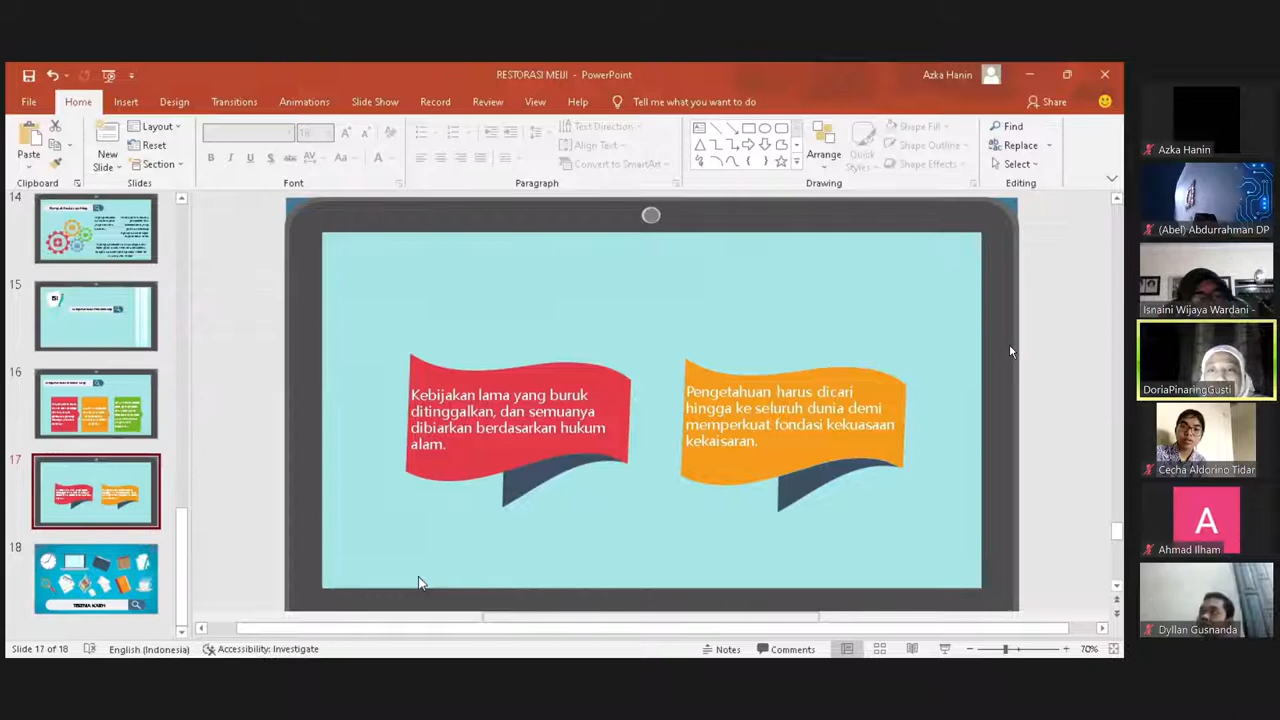 RESTORASI MEIJI - PowerPoint
Azka Hanin
File Home Insert Design Transitions Animations Slide Show Record Review View Help Tell me what you want to do Share
Paste
New
Slide
Layout
Reset
Section
18
Text Direction
Align Text
Convert to SmartArt
Arrange
Quick
Styles
Shape Fill
Shape Outline
Shape Effects
Find
Replace
Select
Clipboard Slides Font Paragraph Drawing Editing
14
15
16
17
18
TERIMA KASIH
Kebijakan lama yang buruk
ditinggalkan, dan semuanya
dibiarkan berdasarkan hukum
alam.
Pengetahuan harus dicari
hingga ke seluruh dunia demi
memperkuat fondasi kekuasaan
kekaisaran.
Slide 17 of 18 English (Indonesia) Accessibility: Investigate Notes Comments 70%
Azka Hanin
(Abel) Abdurrahman DP
Isnaini Wijaya Wardani -
DoriaPinaringGusti
Cecha Aldorino Tidar
A
Ahmad Ilham
Dyllan Gusnanda